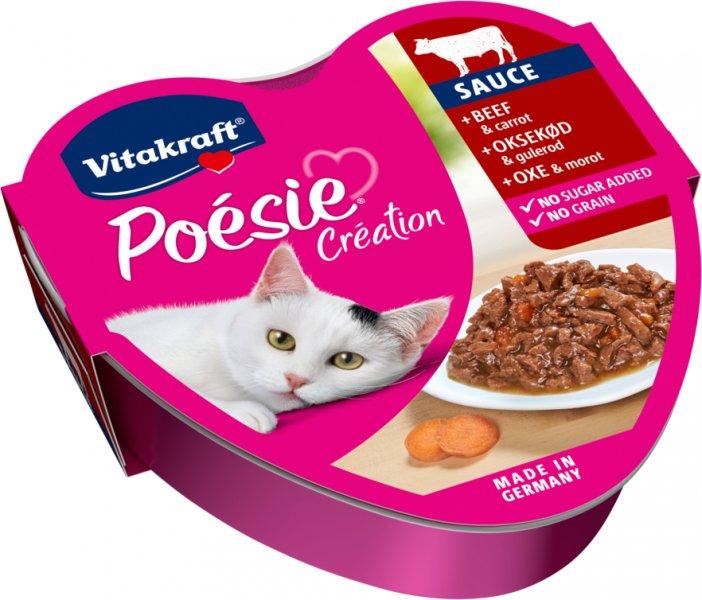 Vitakraft®
Poésie®
Création
SAUCE
+BEEF
& carrot
+OKSEKØD
& gulerod
+OXE & morot
✓ NO SUGAR ADDED
✓ NO GRAIN
MADE IN
GERMANY